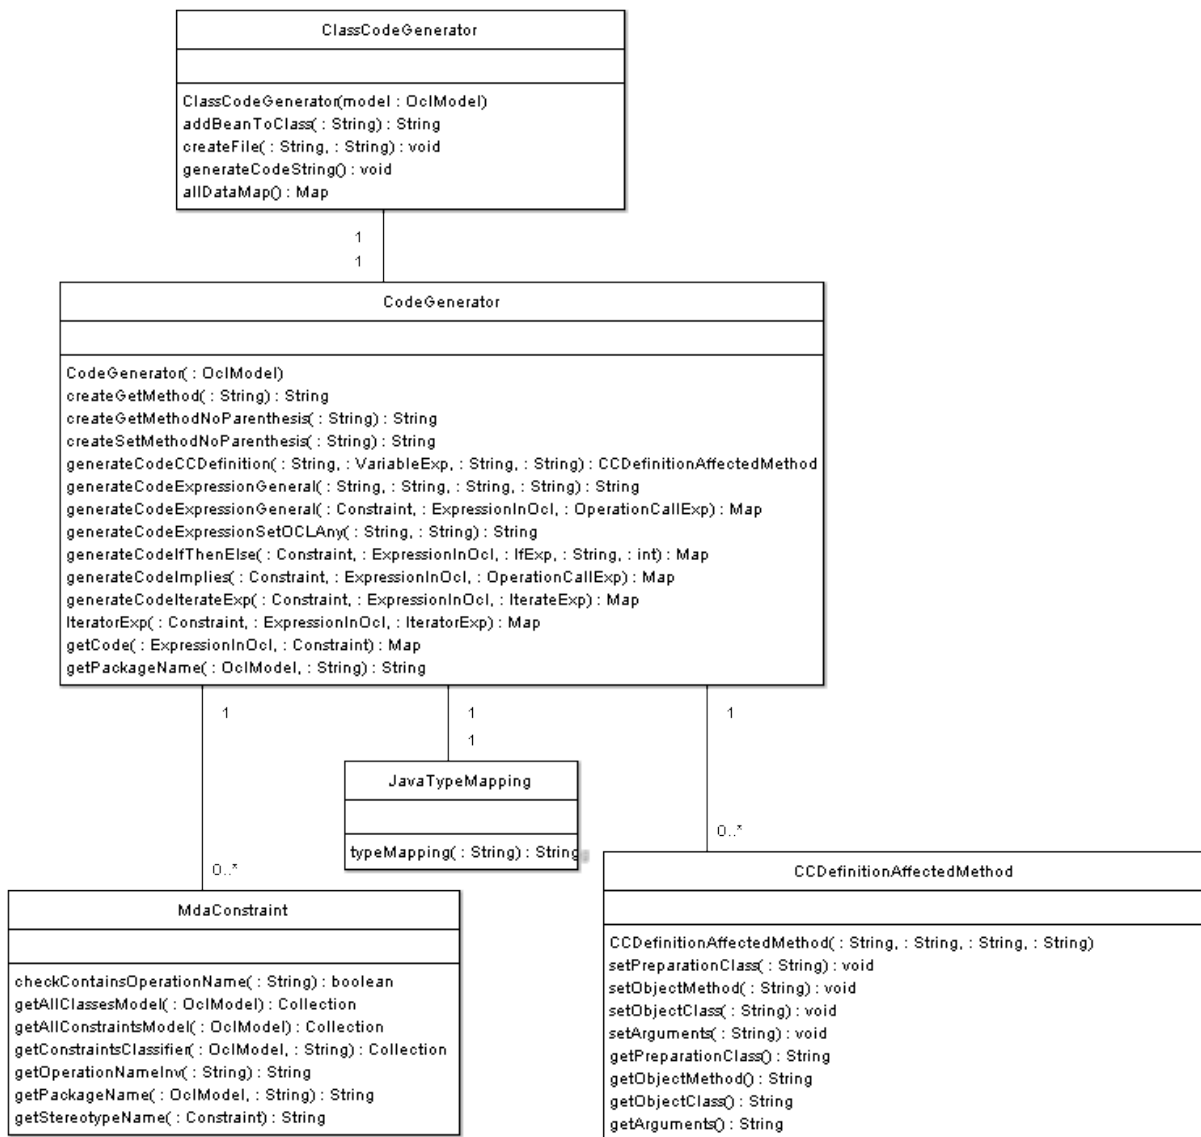 ClassCodeGenerator
ClassCodeGenerator(model : OclModel)
addBeanToClass( : String) : String
createFile( : String, : String) : void
generateCodeString() : void
allDataMap() : Map
1
1
CodeGenerator
CodeGenerator( : OclModel)
createGetMethod( : String) : String
createGetMethodNoParenthesis( : String) : String
createSetMethodNoParenthesis( : String) : String
generateCodeCCDefinition( : String, : VariableExp, : String, : String) : CCDefinitionAffectedMethod
generateCodeExpressionGeneral( : String, : String, : String, : String) : String
generateCodeExpressionGeneral( : Constraint, : ExpressionInOcl, : OperationCallExp) : Map
generateCodeExpressionSetOCLAny( : String, : String) : String
generateCodeIfThenElse( : Constraint, : ExpressionInOcl, : IfExp, : String, : int) : Map
generateCodeImplies( : Constraint, : ExpressionInOcl, : OperationCallExp) : Map
generateCodeIterateExp( : Constraint, : ExpressionInOcl, : IterateExp) : Map
IteratorExp( : Constraint, : ExpressionInOcl, : IteratorExp) : Map
getCode( : ExpressionInOcl, : Constraint) : Map
getPackageName( : OclModel, : String) : String
1
1
1
1
JavaTypeMapping
typeMapping( : String) : String
0..*
0..*
MdaConstraint
checkContainsOperationName( : String) : boolean
getAllClassesModel( : OclModel) : Collection
getAllConstraintsModel( : OclModel) : Collection
getConstraintsClassifier( : OclModel, : String) : Collection
getOperationNameInv( : String) : String
getPackageName( : OclModel, : String) : String
getStereotypeName( : Constraint) : String
CCDefinitionAffectedMethod
CCDefinitionAffectedMethod( : String, : String, : String, : String)
setPreparationClass( : String) : void
setObjectMethod( : String) : void
setObjectClass( : String) : void
setArguments( : String) : void
getPreparationClass() : String
getObjectMethod() : String
getObjectClass() : String
getArguments() : String